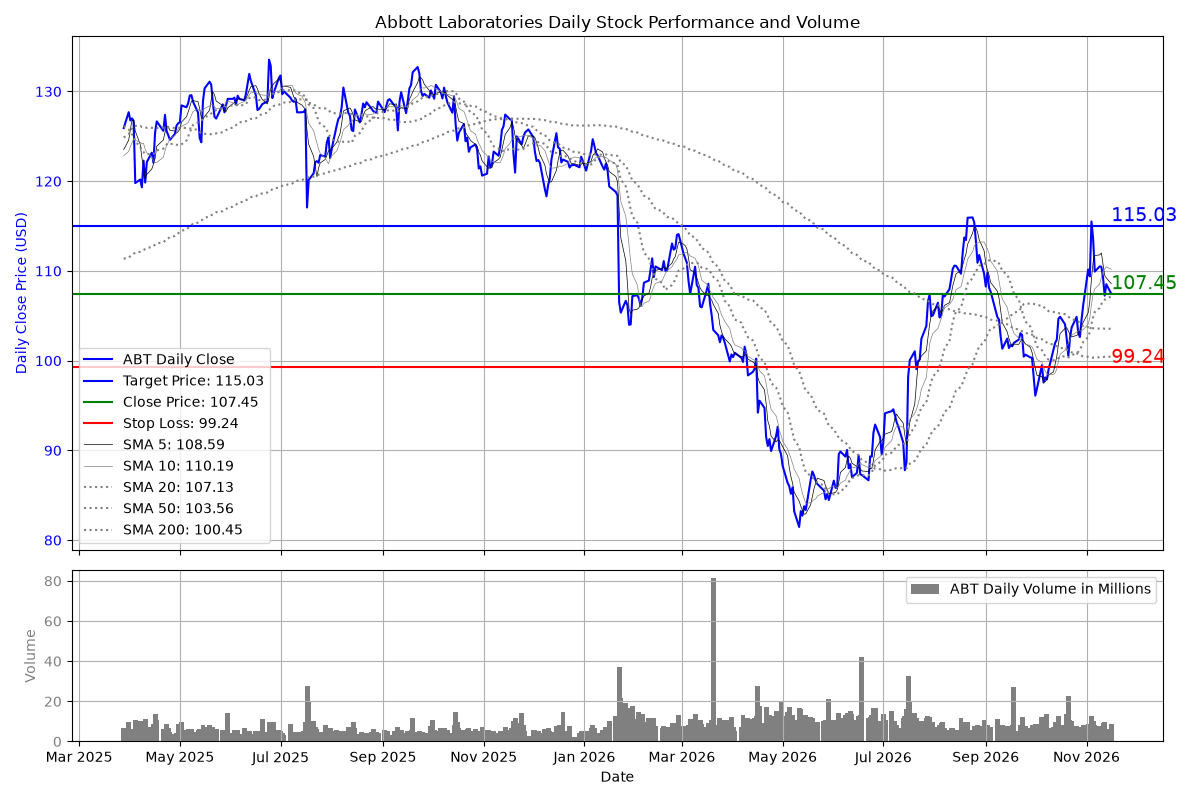 Abbott Laboratories Daily Stock Performance and Volume
Daily Close Price (USD)
130
120
110
100
90
80
115.03
107.45
99.24
ABT Daily Close
Target Price: 115.03
Close Price: 107.45
Stop Loss: 99.24
SMA 5: 108.59
SMA 10: 110.19
SMA 20: 107.13
SMA 50: 103.56
SMA 200: 100.45
Volume
80
60
40
20
0
ABT Daily Volume in Millions
Mar 2025 May 2025 Jul 2025 Sep 2025 Nov 2025 Jan 2026 Mar 2026 May 2026 Jul 2026 Sep 2026 Nov 2026
Date